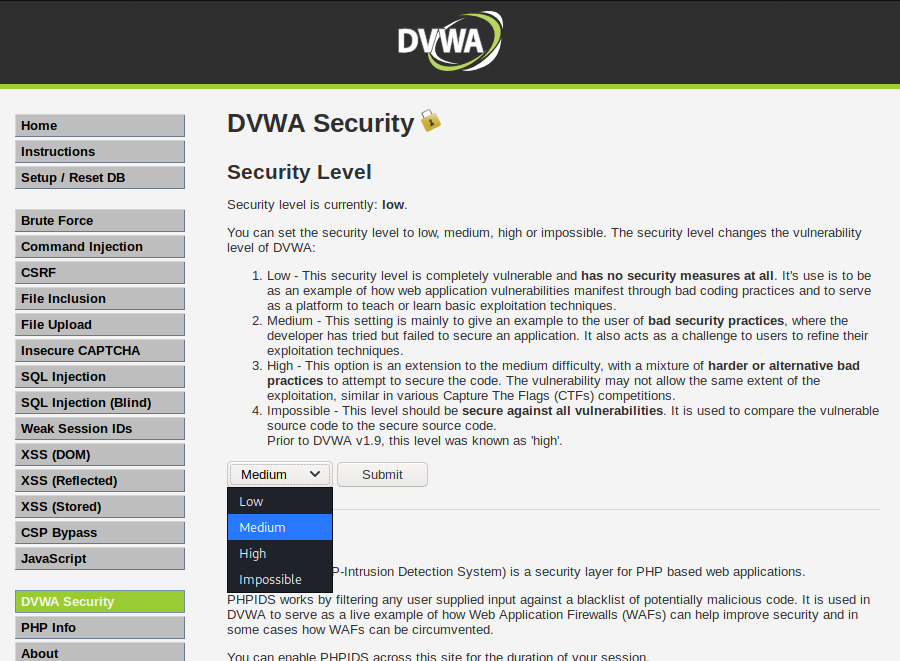 DVWA
Home
Instructions
Setup / Reset DB
Brute Force
Command Injection
CSRF
File Inclusion
File Upload
Insecure CAPTCHA
SQL Injection
SQL Injection (Blind)
Weak Session IDs
XSS (DOM)
XSS (Reflected)
XSS (Stored)
CSP Bypass
JavaScript
DVWA Security
PHP Info
About
DVWA Security
Security Level
Security level is currently: low.
You can set the security level to low, medium, high or impossible. The security level changes the vulnerability
level of DVWA:
1. Low - This security level is completely vulnerable and has no security measures at all. It's use is to be
as an example of how web application vulnerabilities manifest through bad coding practices and to serve
as a platform to teach or learn basic exploitation techniques.
2. Medium - This setting is mainly to give an example to the user of bad security practices, where the
developer has tried but failed to secure an application. It also acts as a challenge to users to refine their
exploitation techniques.
3. High - This option is an extension to the medium difficulty, with a mixture of harder or alternative bad
practices to attempt to secure the code. The vulnerability may not allow the same extent of the
exploitation, similar in various Capture The Flags (CTFs) competitions.
4. Impossible - This level should be secure against all vulnerabilities. It is used to compare the vulnerable
source code to the secure source code.
Prior to DVWA v1.9, this level was known as 'high'.
Medium Submit
Low
Medium
High
Impossible
P-Intrusion Detection System) is a security layer for PHP based web applications.
PHPIDS works by filtering any user supplied input against a blacklist of potentially malicious code. It is used in
DVWA to serve as a live example of how Web Application Firewalls (WAFs) can help improve security and in
some cases how WAFs can be circumvented.
You can enable PHPIDS across this site for the duration of your session.